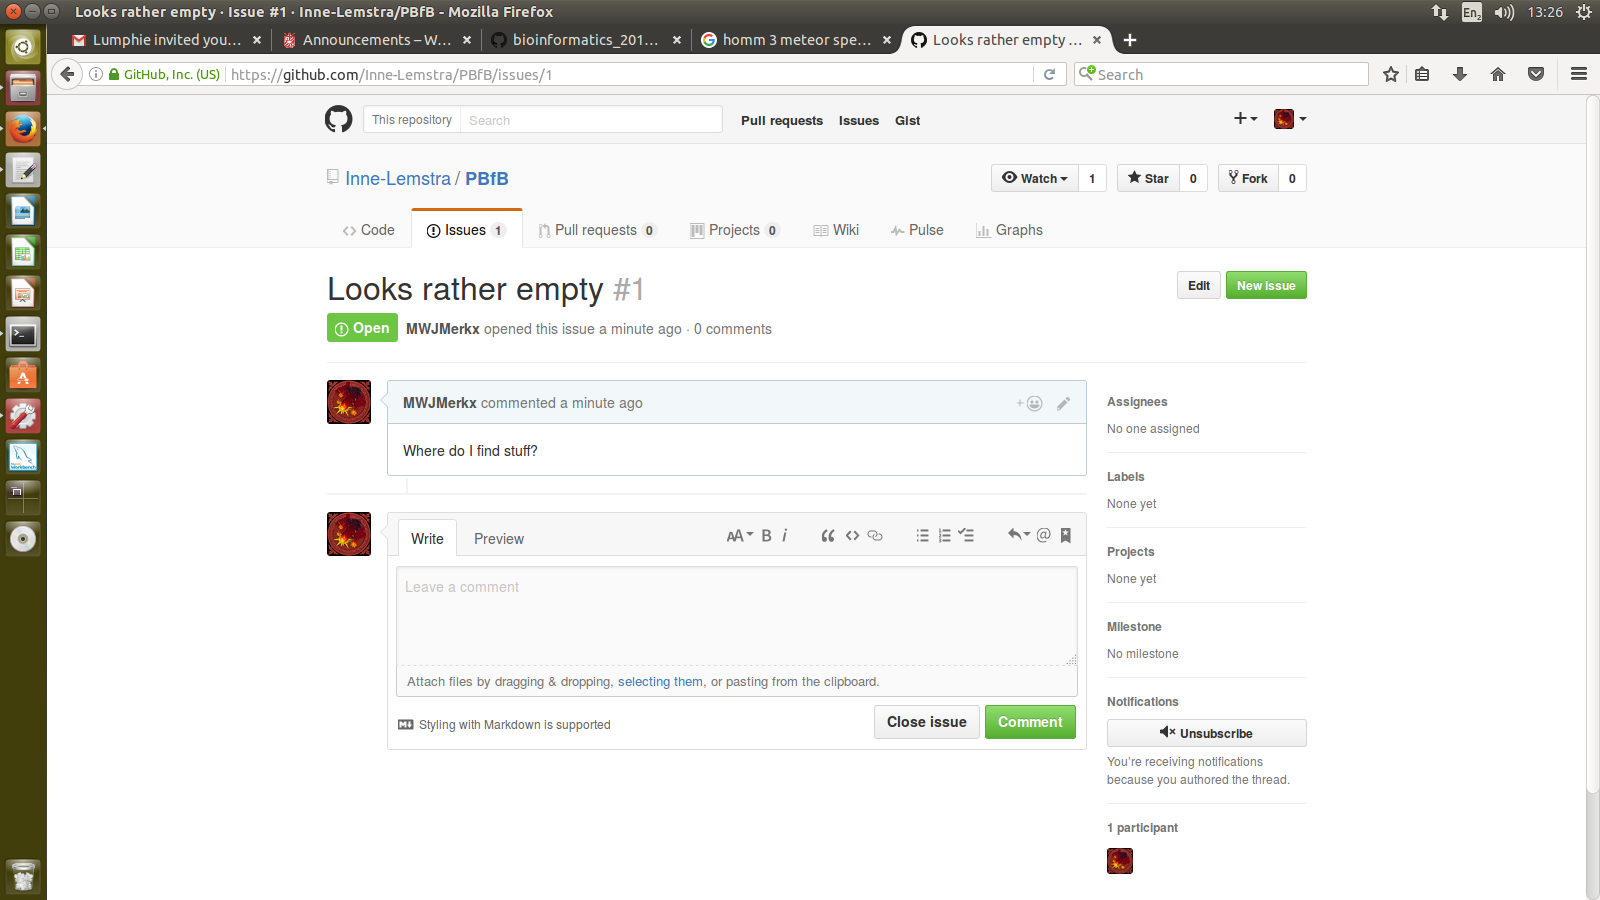 Looks rather empty · Issue #1 · Inne-Lemstra/PBfB - Mozilla Firefox
En2
13:26
Lumphie invited you...
Announcements – W...
bioinformatics_201...
homm 3 meteor spe...
Looks rather empty ...
GitHub, Inc. (US)
https://github.com/Inne-Lemstra/PBfB/issues/1
Search
This repository
Search
Pull requests
Issues
Gist
Inne-Lemstra / PBfB
Watch
1
Star
0
Fork
0
Code
Issues 1
Pull requests 0
Projects 0
Wiki
Pulse
Graphs
Looks rather empty #1
Edit
New issue
Open
MWJMerkx opened this issue a minute ago · 0 comments
MWJMerkx commented a minute ago
Where do I find stuff?
Write
Preview
AA
B
i
@
Leave a comment
Attach files by dragging & dropping, selecting them, or pasting from the clipboard.
Styling with Markdown is supported
Close issue
Comment
Assignees
No one assigned
Labels
None yet
Projects
None yet
Milestone
No milestone
Notifications
Unsubscribe
You're receiving notifications
because you authored the thread.
1 participant